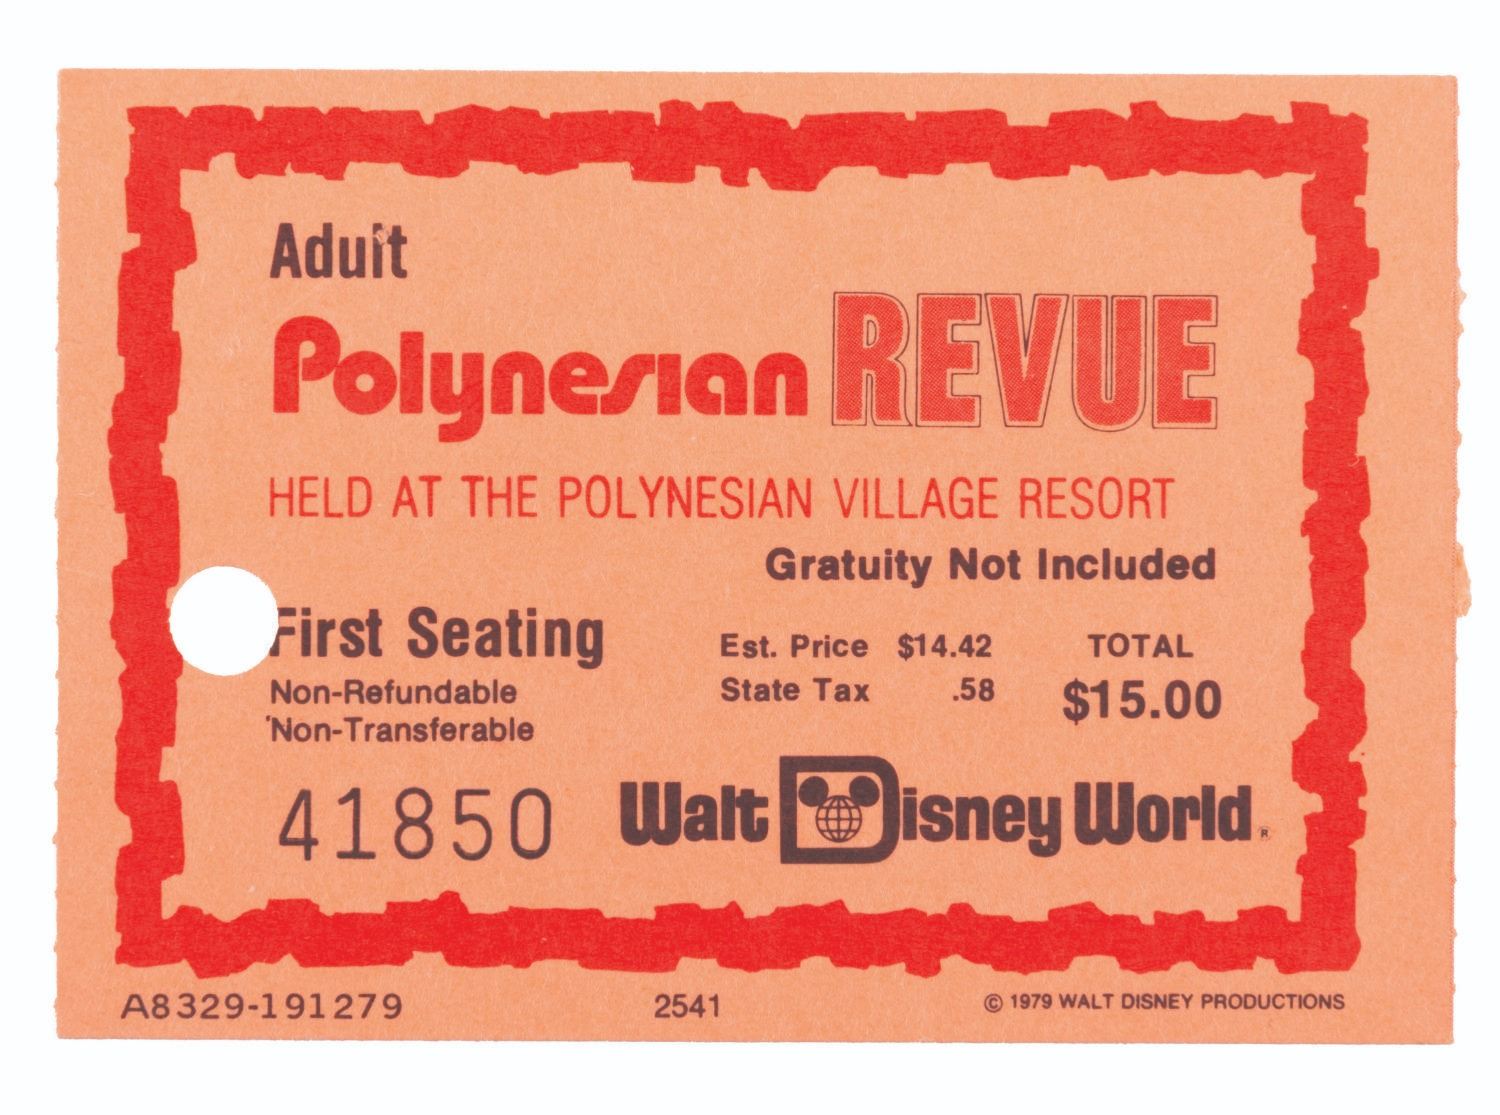 Adult
Polynesian REVUE
HELD AT THE POLYNESIAN VILLAGE RESORT
Gratuity Not Included
First Seating
Non-Refundable
Non-Transferable
Est. Price $14.42
State Tax .58
TOTAL
$15.00
41850
Walt Disney World®
A8329-191279
2541
© 1979 WALT DISNEY PRODUCTIONS